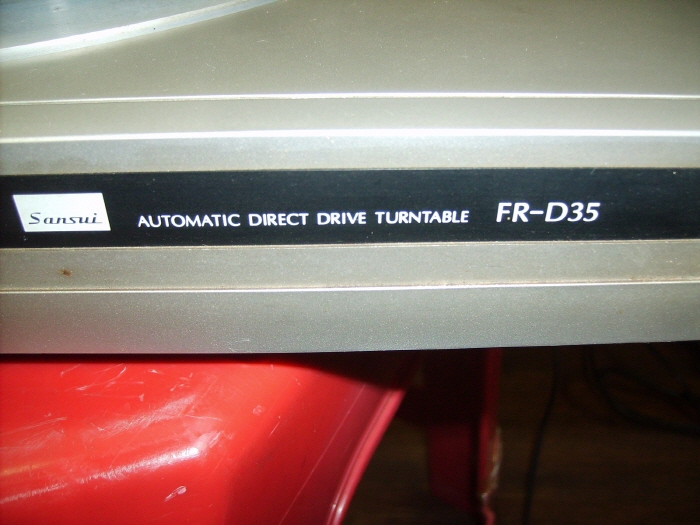 Sansui AUTOMATIC DIRECT DRIVE TURNTABLE FR-D35